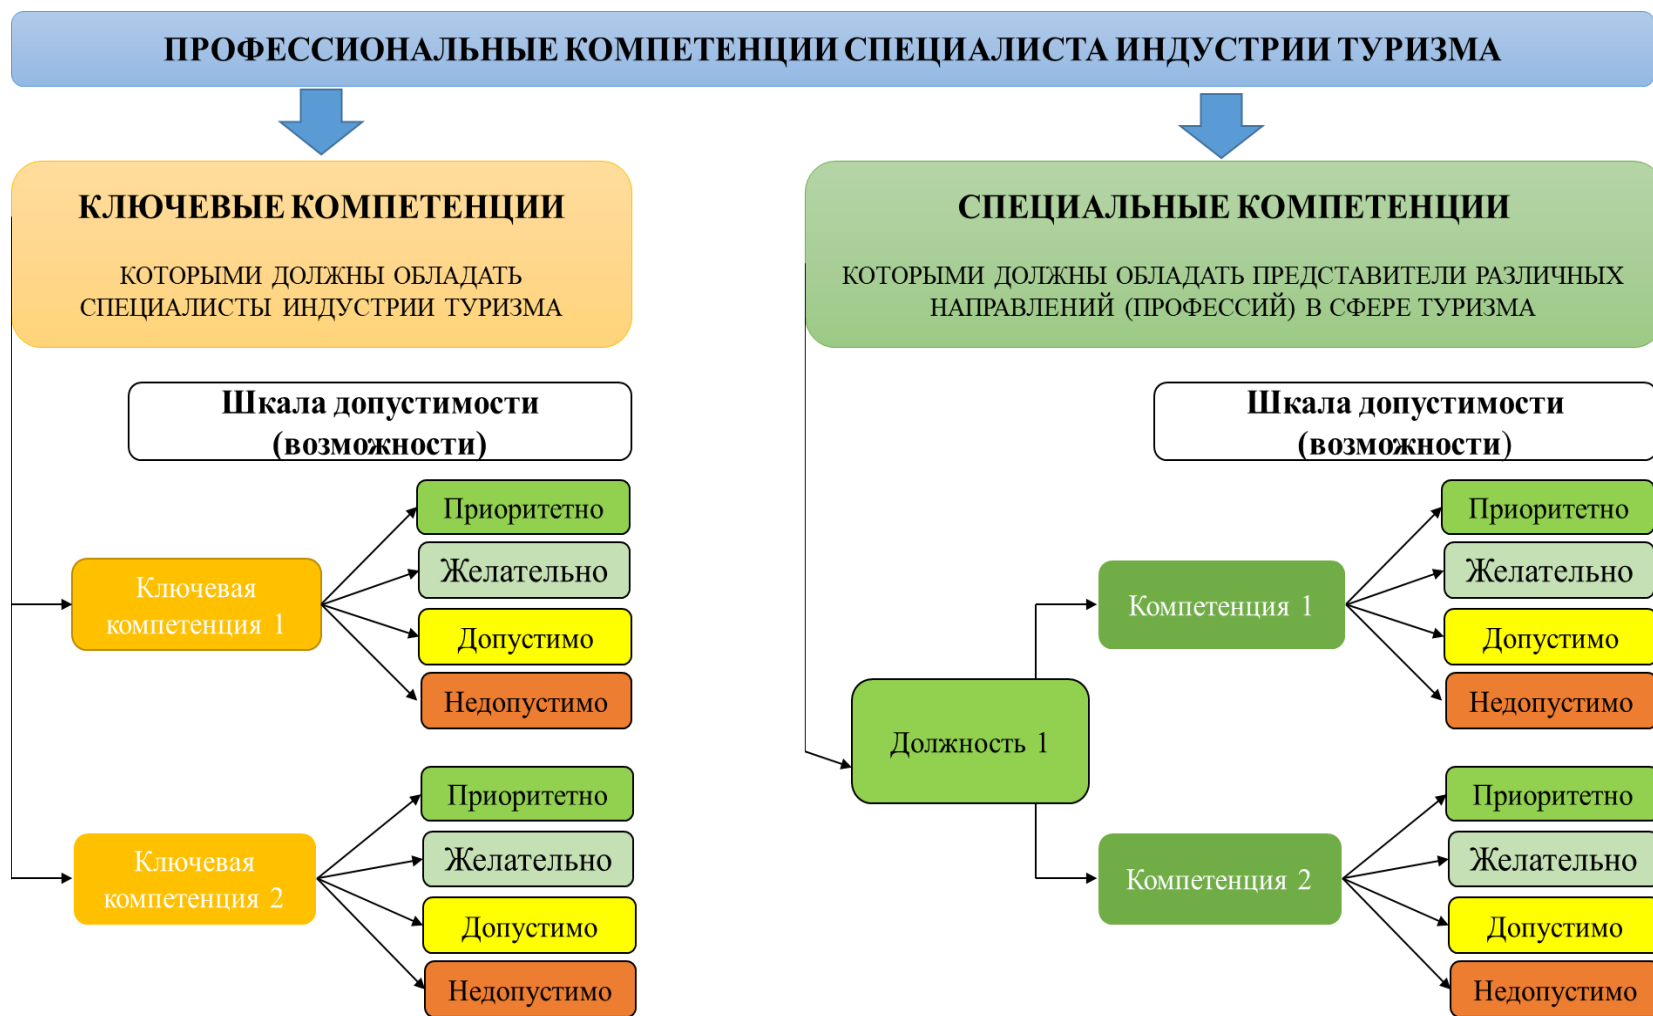 ПРОФЕССИОНАЛЬНЫЕ КОМПЕТЕНЦИИ СПЕЦИАЛИСТА ИНДУСТРИИ ТУРИЗМА
КЛЮЧЕВЫЕ КОМПЕТЕНЦИИ
КОТОРЫМИ ДОЛЖНЫ ОБЛАДАТЬ
СПЕЦИАЛИСТЫ ИНДУСТРИИ ТУРИЗМА
Шкала допустимости
(возможности)
Ключевая
компетенция 1
Приоритетно
Желательно
Допустимо
Недопустимо
Ключевая
компетенция 2
Приоритетно
Желательно
Допустимо
Недопустимо
СПЕЦИАЛЬНЫЕ КОМПЕТЕНЦИИ
КОТОРЫМИ ДОЛЖНЫ ОБЛАДАТЬ ПРЕДСТАВИТЕЛИ РАЗЛИЧНЫХ
НАПРАВЛЕНИЙ (ПРОФЕССИЙ) В СФЕРЕ ТУРИЗМА
Шкала допустимости
(возможности)
Должность 1
Компетенция 1
Приоритетно
Желательно
Допустимо
Недопустимо
Компетенция 2
Приоритетно
Желательно
Допустимо
Недопустимо